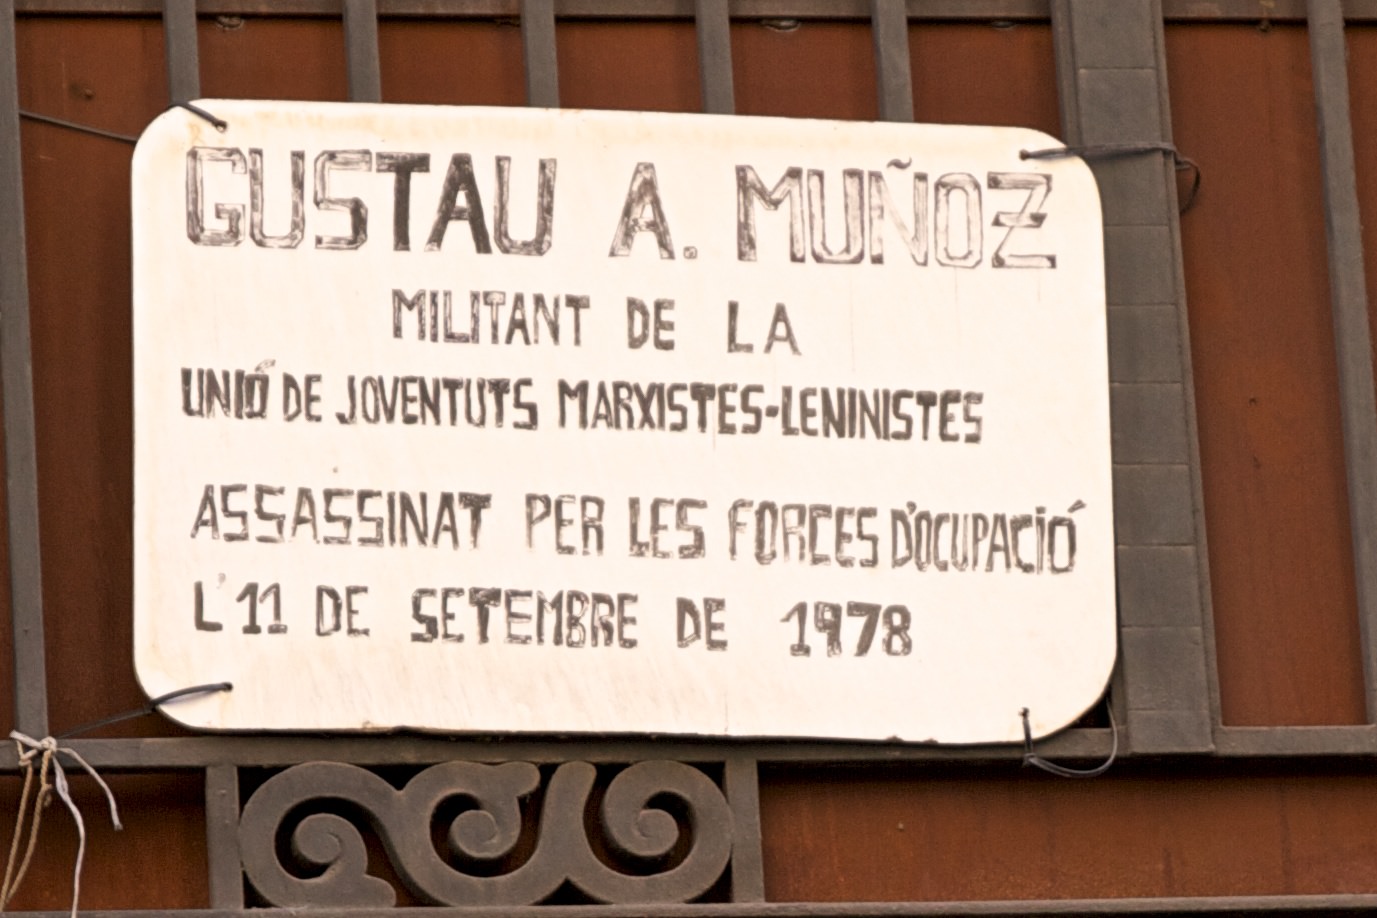 GUSTAU A. MUÑOZ
MILITANT DE LA
UNIÓ DE JOVENTUTS MARXISTES-LENINISTES
ASSASSINAT PER LES FORCES D'OCUPACIÓ
L'11 DE SETEMBRE DE 1978